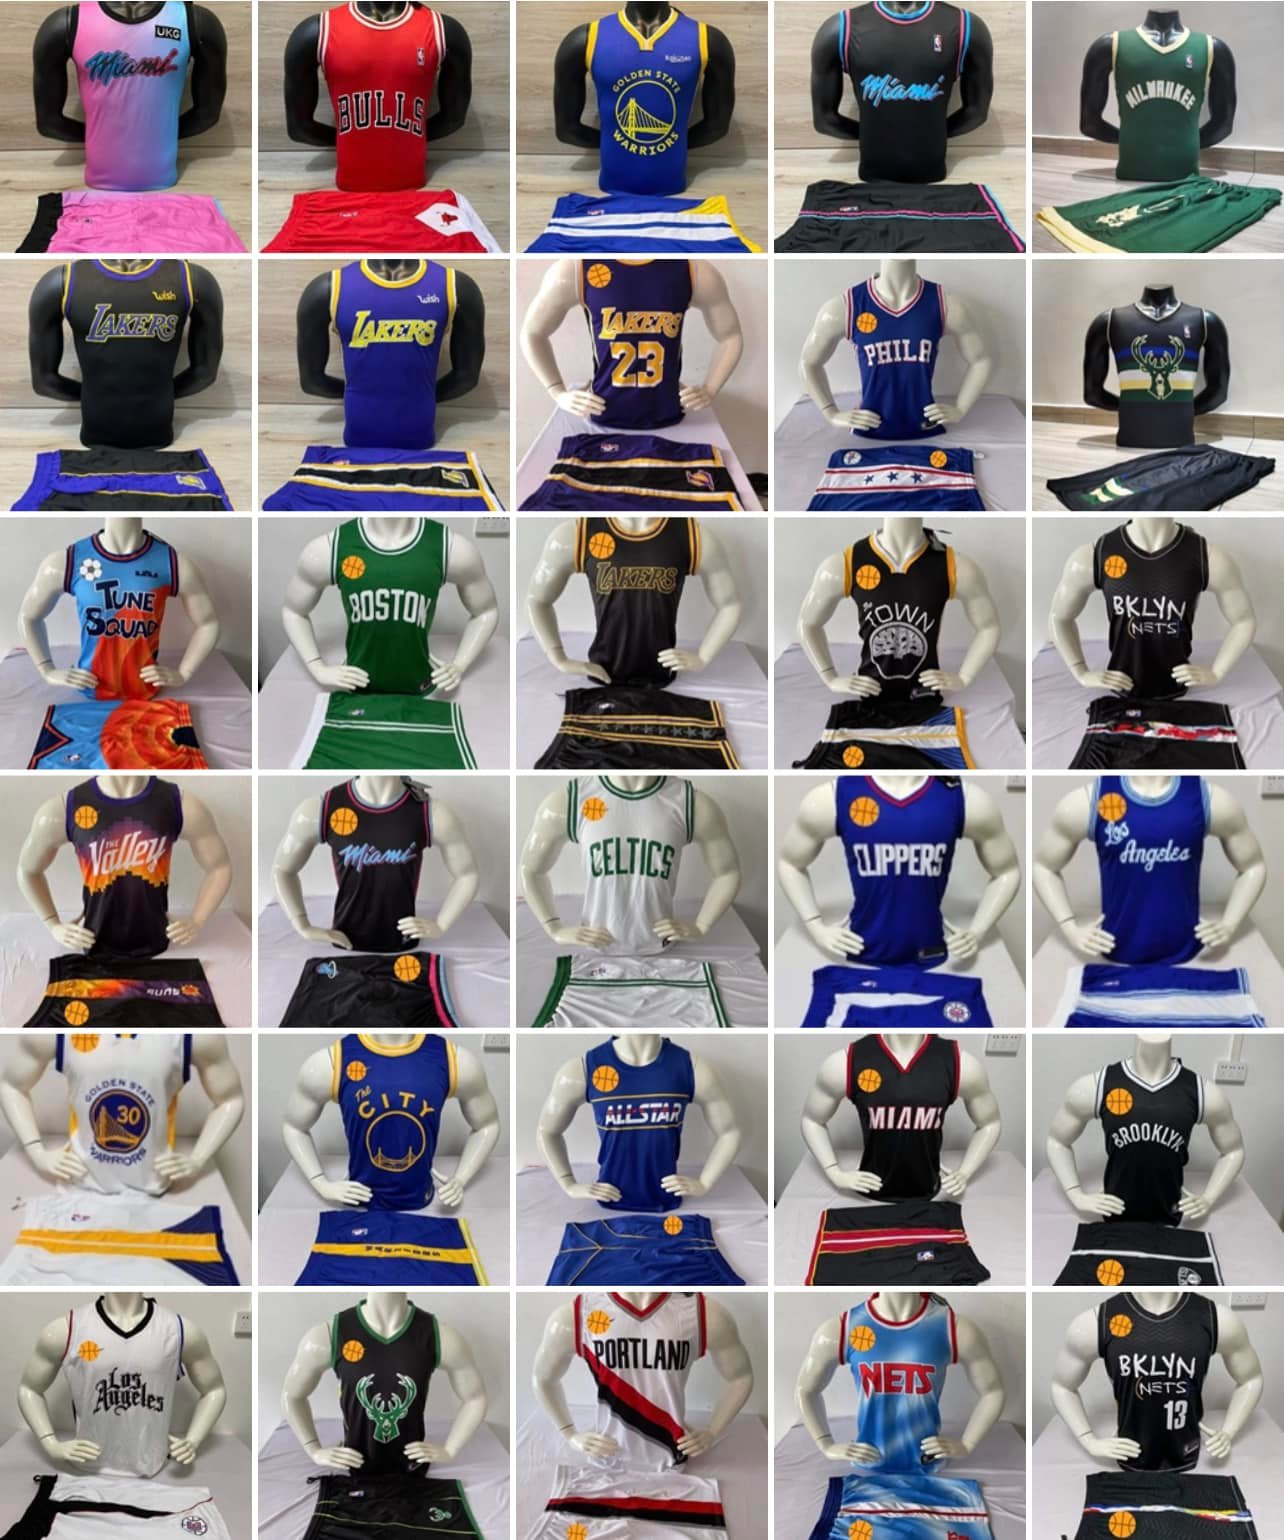 UKG
Miami
BULLS
Rakuten
GOLDEN STATE
WARRIORS
Miami
MILWAUKEE
wish
LAKERS
wish
LAKERS
LAKERS
23
PHILA
TUNE
SQUAD
BOSTON
LAKERS
THE
TOWN
BKLYN
(NETS)
THE
Valley
SUNS
Miami
CELTICS
CLIPPERS
Los
Angeles
GOLDEN STATE
30
WARRIORS
The
CITY
ALLSTAR
MIAMI
BROOKLYN
Los
Angeles
PORTLAND
NETS
BKLYN
(NETS)
13